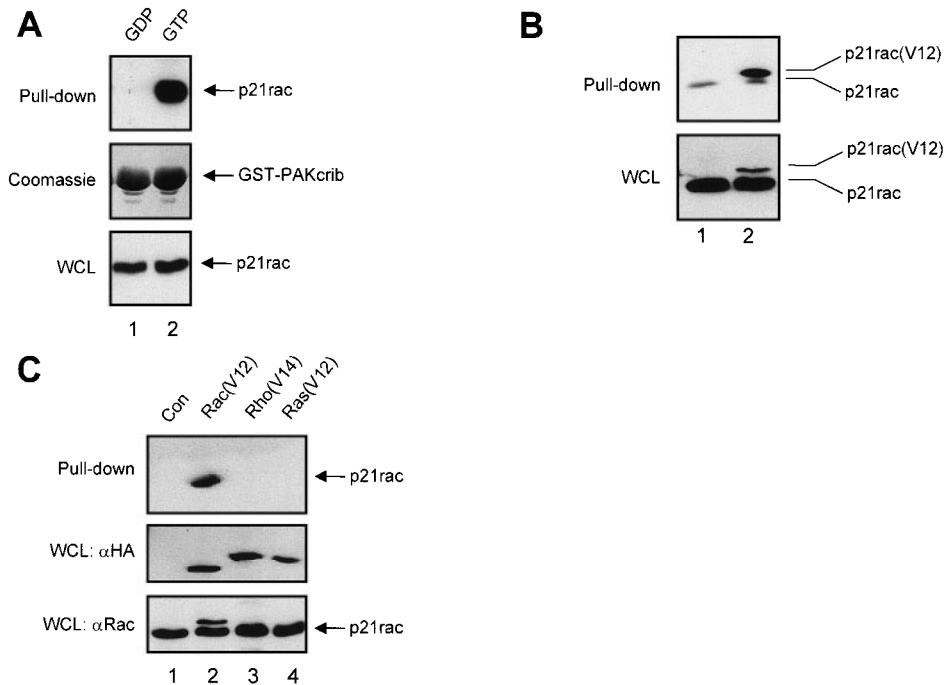 A
GDP
GTP
Pull-down
p21rac
Coomassie
GST-PAKcrib
WCL
p21rac
1 2
B
Pull-down
p21rac(V12)
p21rac
WCL
p21rac(V12)
p21rac
1 2
C
Con
Rac(V12)
Rho(V14)
Ras(V12)
Pull-down
p21rac
WCL: αHA
WCL: αRac
p21rac
1 2 3 4